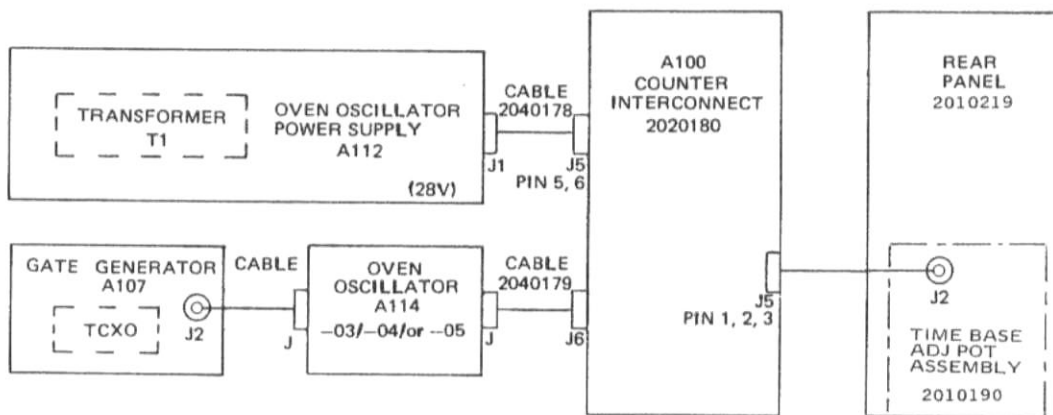 TRANSFORMER
T1
OVEN OSCILLATOR
POWER SUPPLY
A112
(28V)
J1
CABLE
2040178
J5
PIN 5, 6
A100
COUNTER
INTERCONNECT
2020180
REAR
PANEL
2010219
GATE GENERATOR
A107
TCXO
J2
CABLE
J
OVEN
OSCILLATOR
A114
-03/-04/or --05
J
CABLE
2040179
J6
J5
PIN 1, 2, 3
J2
TIME BASE
ADJ POT
ASSEMBLY
2010190